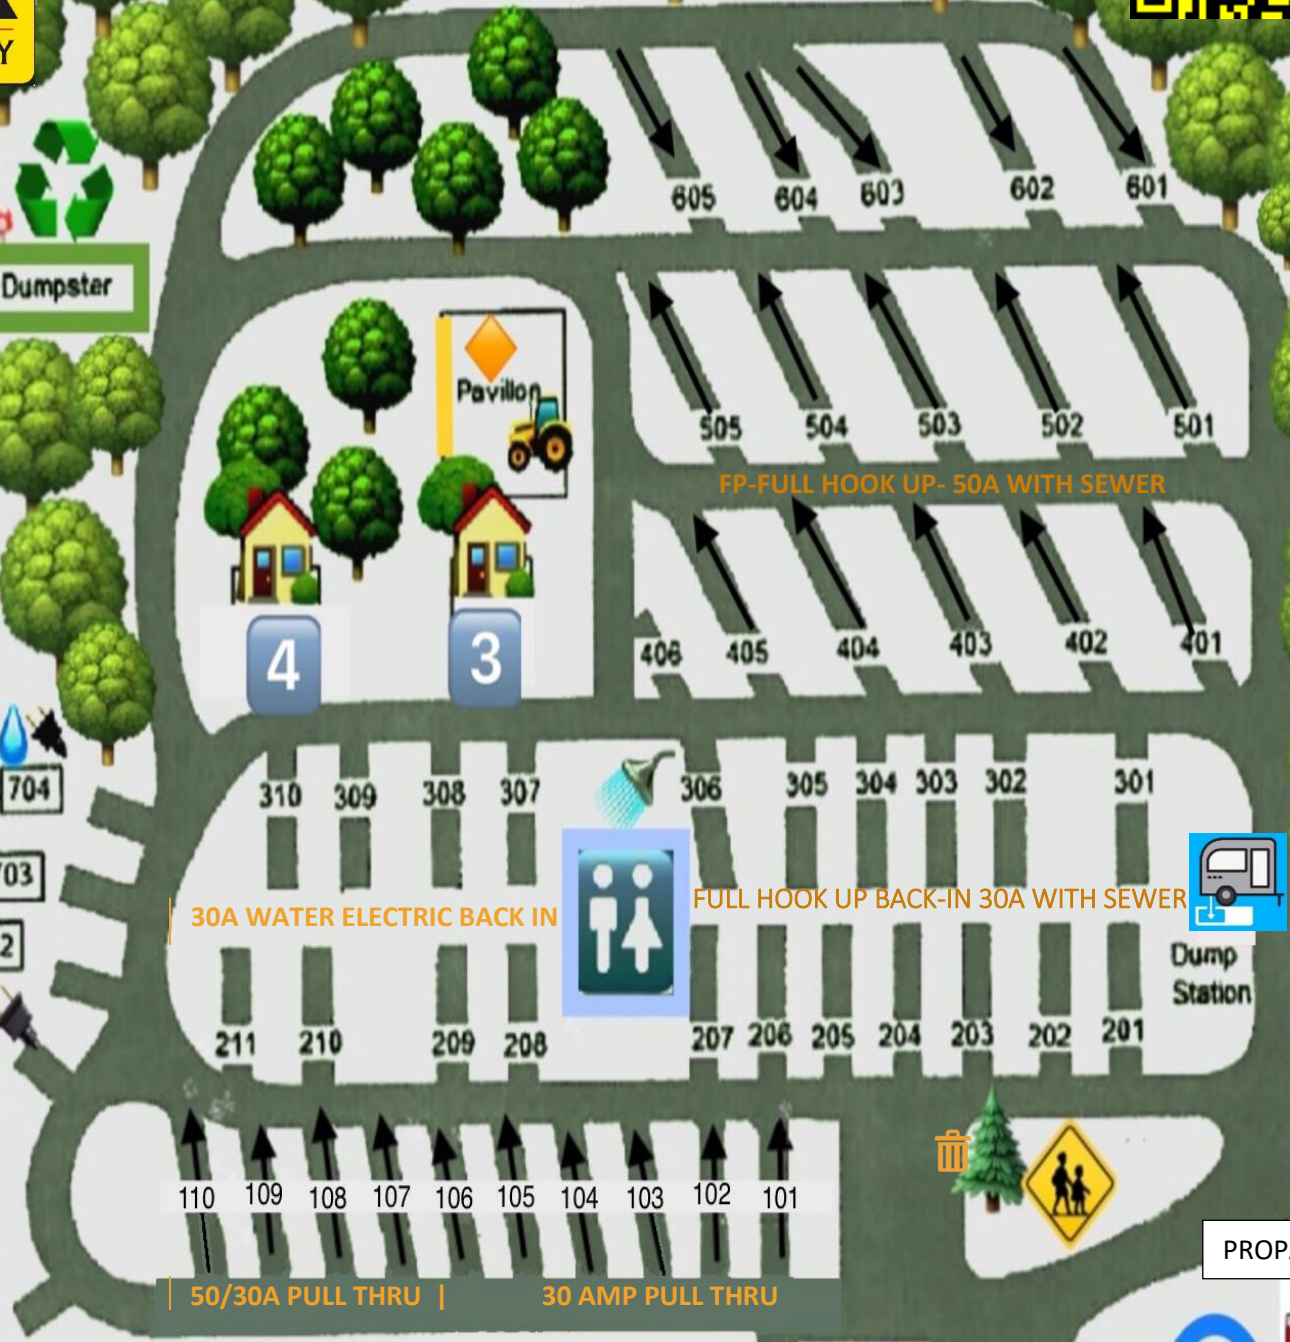 Y
605 604 603 602 601
Dumpster
Pavilion
505 504 503 502 501
FP-FULL HOOK UP- 50A WITH SEWER
4 3
406 405 404 403 402 401
704
310 309 308 307 306 305 304 303 302 301
03
30A WATER ELECTRIC BACK IN
FULL HOOK UP BACK-IN 30A WITH SEWER
2
Dump
Station
211 210 209 208 207 206 205 204 203 202 201
110 109 108 107 106 105 104 103 102 101
PROP
| 50/30A PULL THRU | 30 AMP PULL THRU